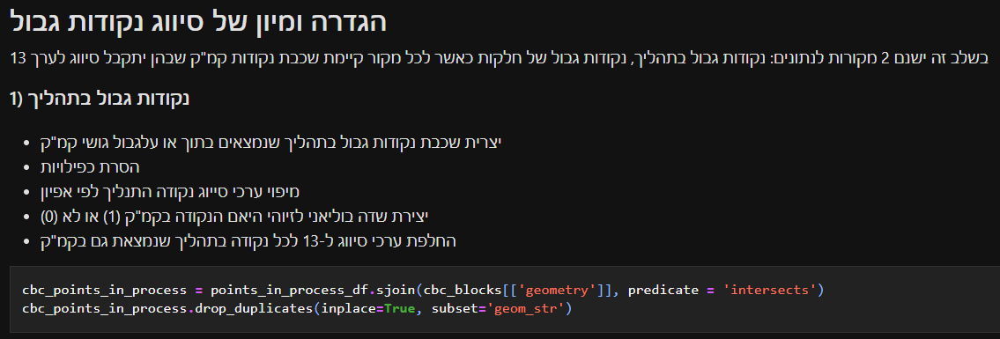 הגדרה ומיון של סיווג נקודות גבול
בשלב זה ישנם 2 מקורות לנתונים: נקודות גבול בתהליך, נקודות גבול של חלקות כאשר לכל מקור קיימת שכבת נקודות קמ"ק שבהן יתקבל סיווג לערך 13
1) נקודות גבול בתהליך
יצרית שכבת נקודות גבול בתהליך שנמצאים בתוך או עלגבול גושי קמ"ק
הסרת כפילויות
מיפוי ערכי סייווג נקודה התנליך לפי אפיון
יצירת שדה בוליאני לזיוהי היאם הנקודה בקמ"ק (1) או לא (0)
החלפת ערכי סיווג ל-13 לכל נקודה בתהליך שנמצאת גם בקמ"ק
cbc_points_in_process = points_in_process_df.sjoin(cbc_blocks[['geometry']], predicate = 'intersects')
cbc_points_in_process.drop_duplicates(inplace=True, subset='geom_str')